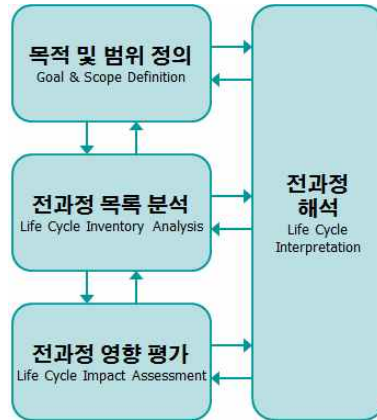 목적 및 범위 정의
Goal & Scope Definition
전과정 목록 분석
Life Cycle Inventory Analysis
전과정 영향 평가
Life Cycle Impact Assessment
전과정
해석
Life Cycle
Interpretation